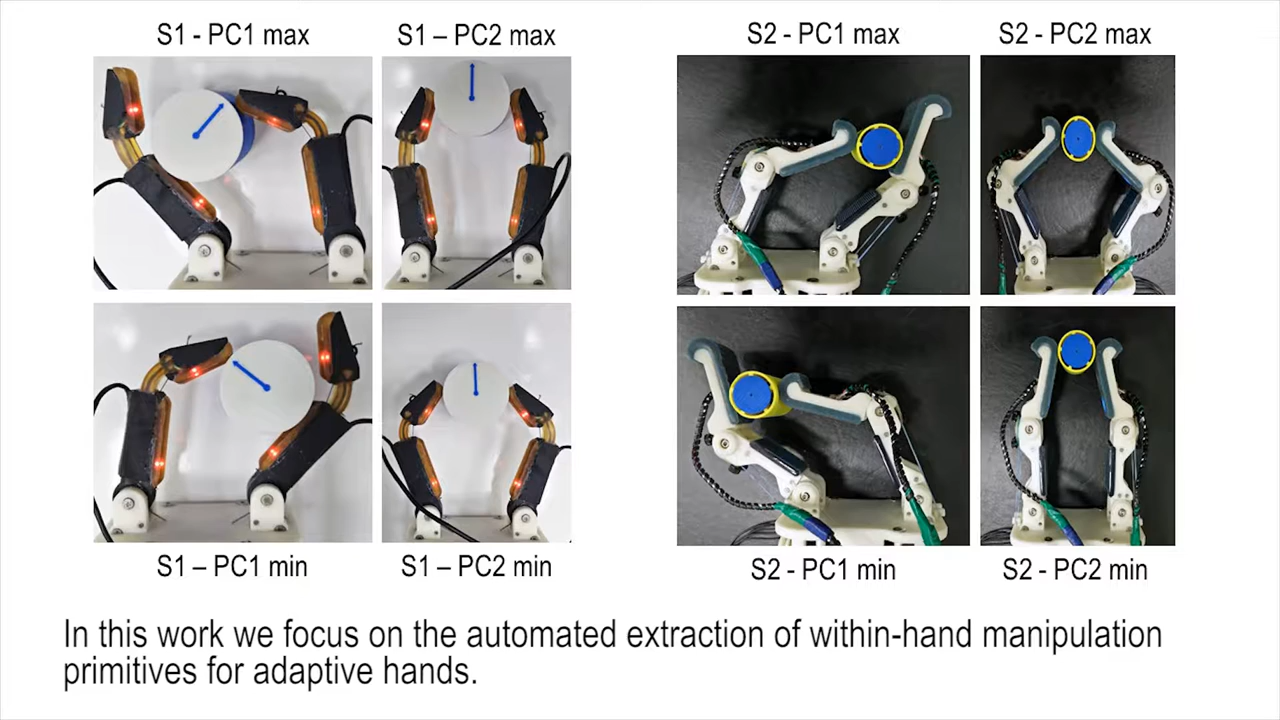 S1 - PC1 max
S1 – PC2 max
S2 - PC1 max
S2 - PC2 max
S1 – PC1 min
S1 – PC2 min
S2 - PC1 min
S2 - PC2 min
In this work we focus on the automated extraction of within-hand manipulation
primitives for adaptive hands.